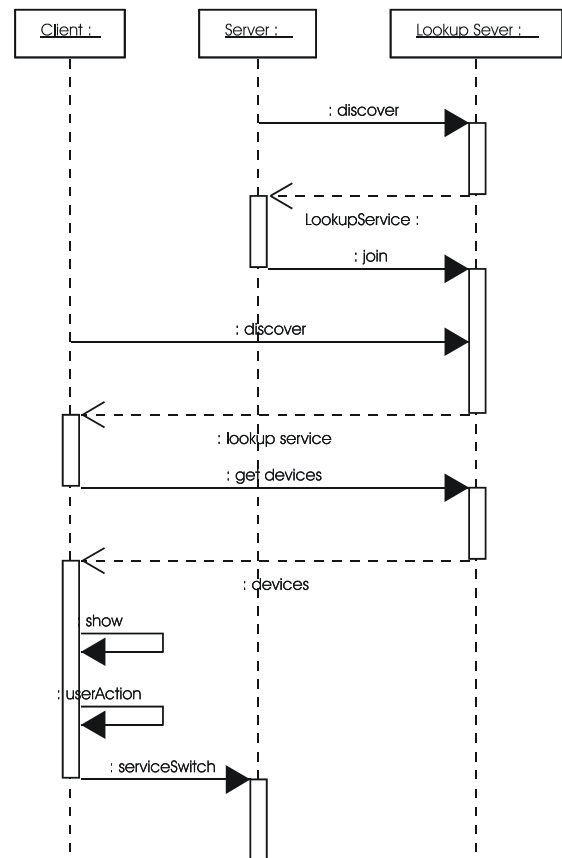 Client :
Server :
Lookup Sever :
: discover
LookupService :
: join
: discover
: lookup service
: get devices
: devices
: show
: userAction
: serviceSwitch